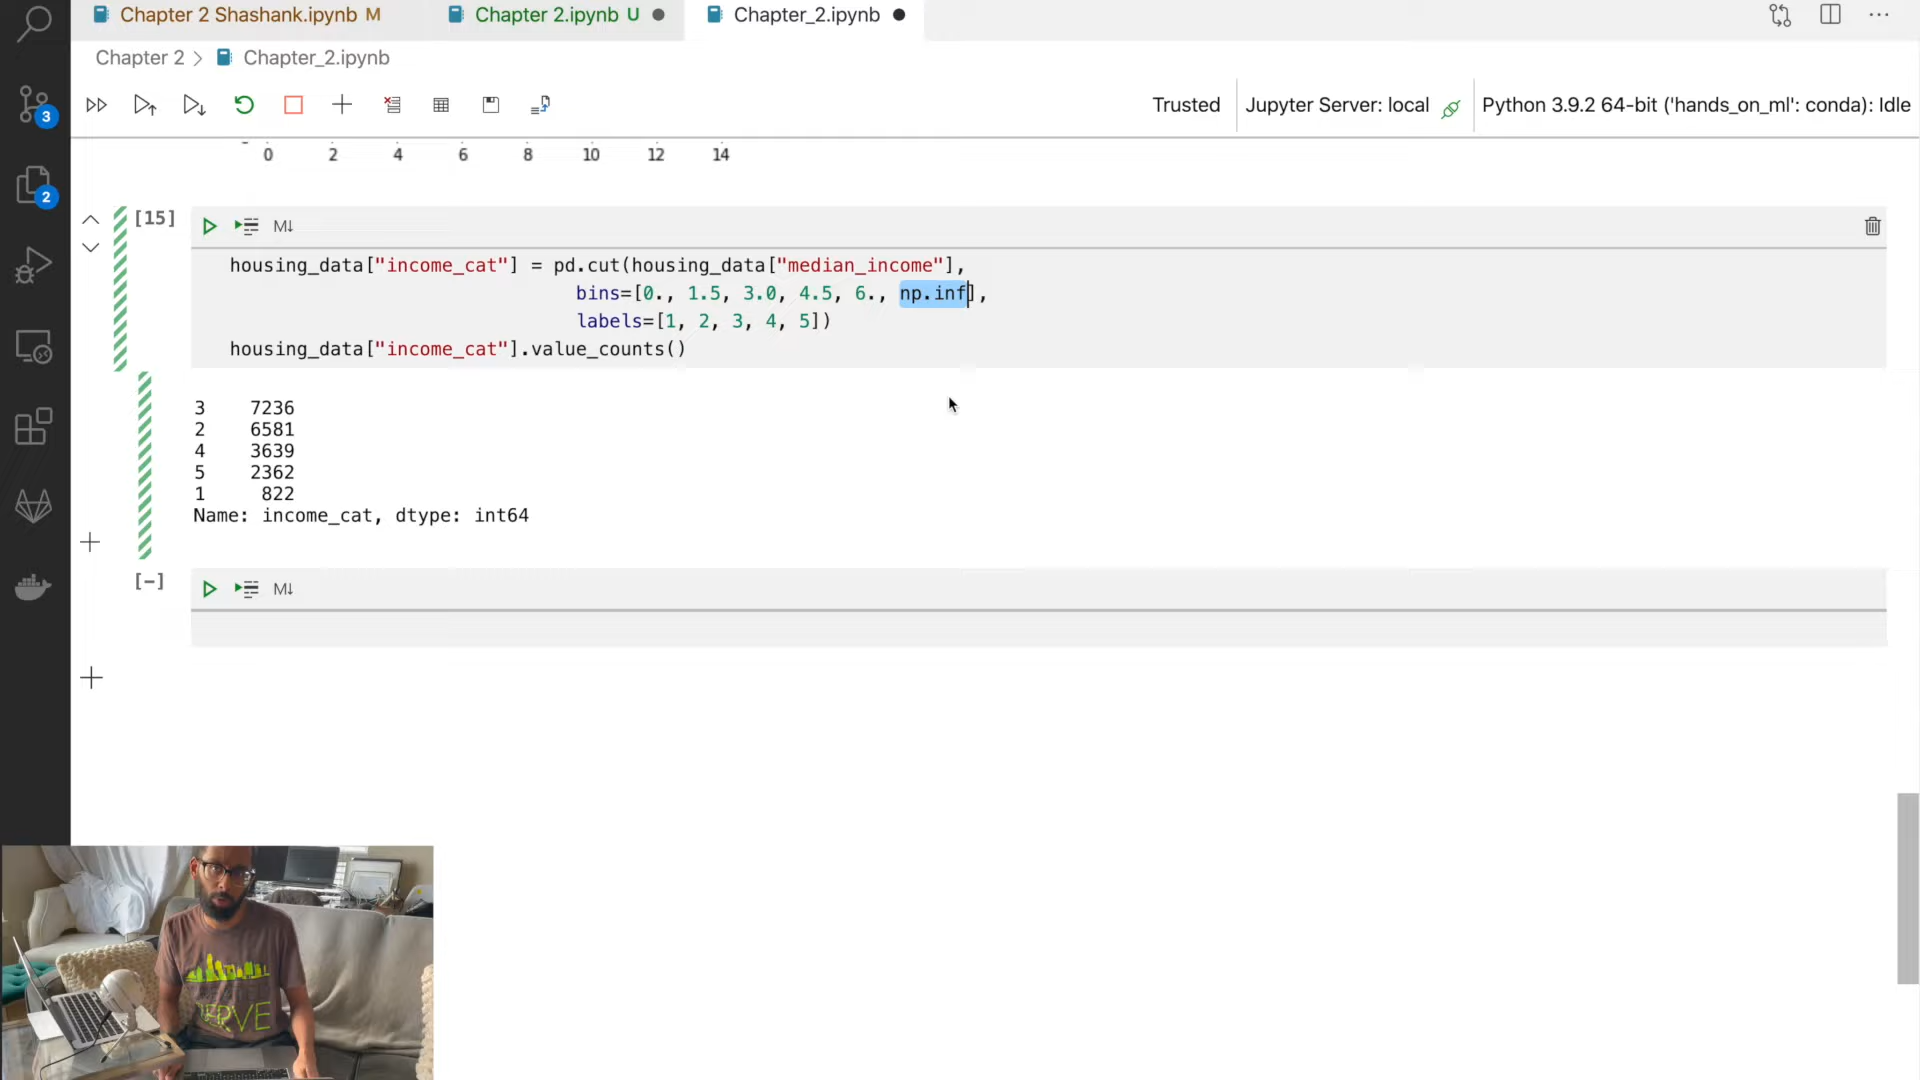 Chapter 2 Shashank.ipynb M
Chapter 2.ipynb U
Chapter_2.ipynb
Chapter 2 > Chapter_2.ipynb
3
Trusted
Jupyter Server: local
Python 3.9.2 64-bit ('hands_on_ml': conda): Idle
0 2 4 6 8 10 12 14
2
[15]
M↓
housing_data["income_cat"] = pd.cut(housing_data["median_income"],
bins=[0., 1.5, 3.0, 4.5, 6., np.inf],
labels=[1, 2, 3, 4, 5])
housing_data["income_cat"].value_counts()
3 7236
2 6581
4 3639
5 2362
1 822
Name: income_cat, dtype: int64
[-]
M↓